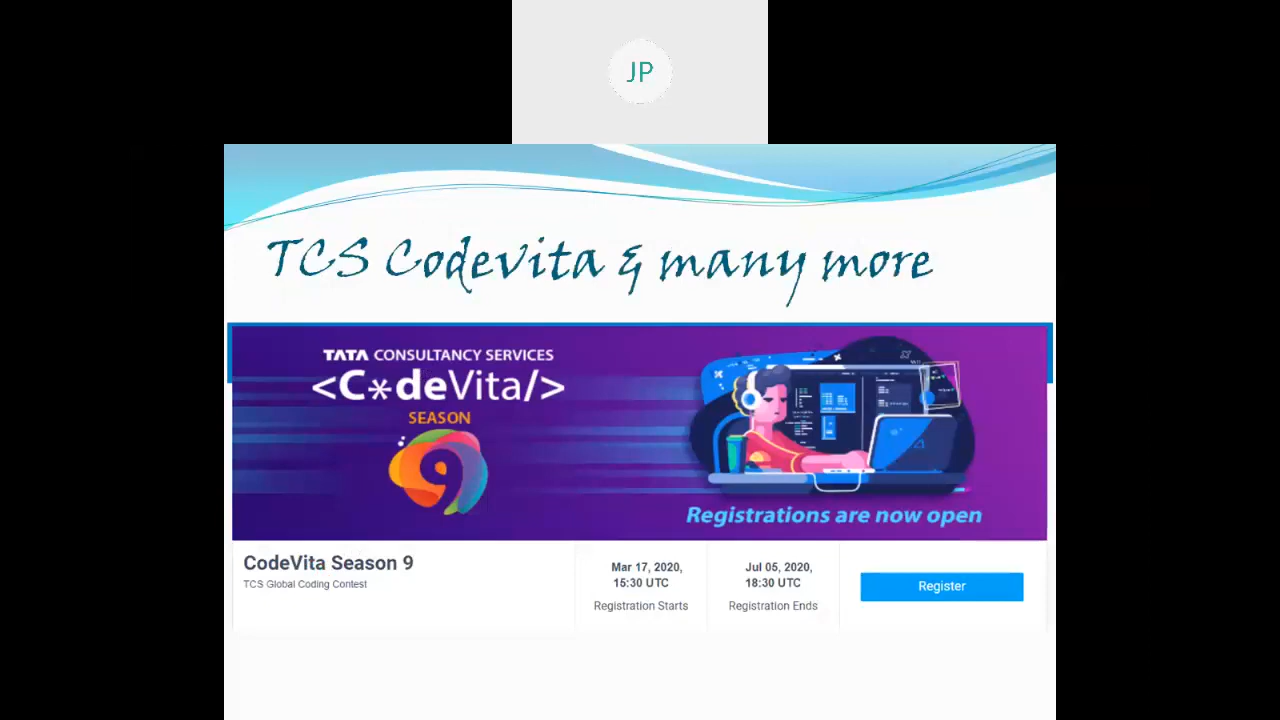 JP
TCS Codevita & many more
TATA CONSULTANCY SERVICES
<C*deVita/>
SEASON
9
Registrations are now open
CodeVita Season 9
TCS Global Coding Contest
Mar 17, 2020,
15:30 UTC
Registration Starts
Jul 05, 2020,
18:30 UTC
Registration Ends
Register